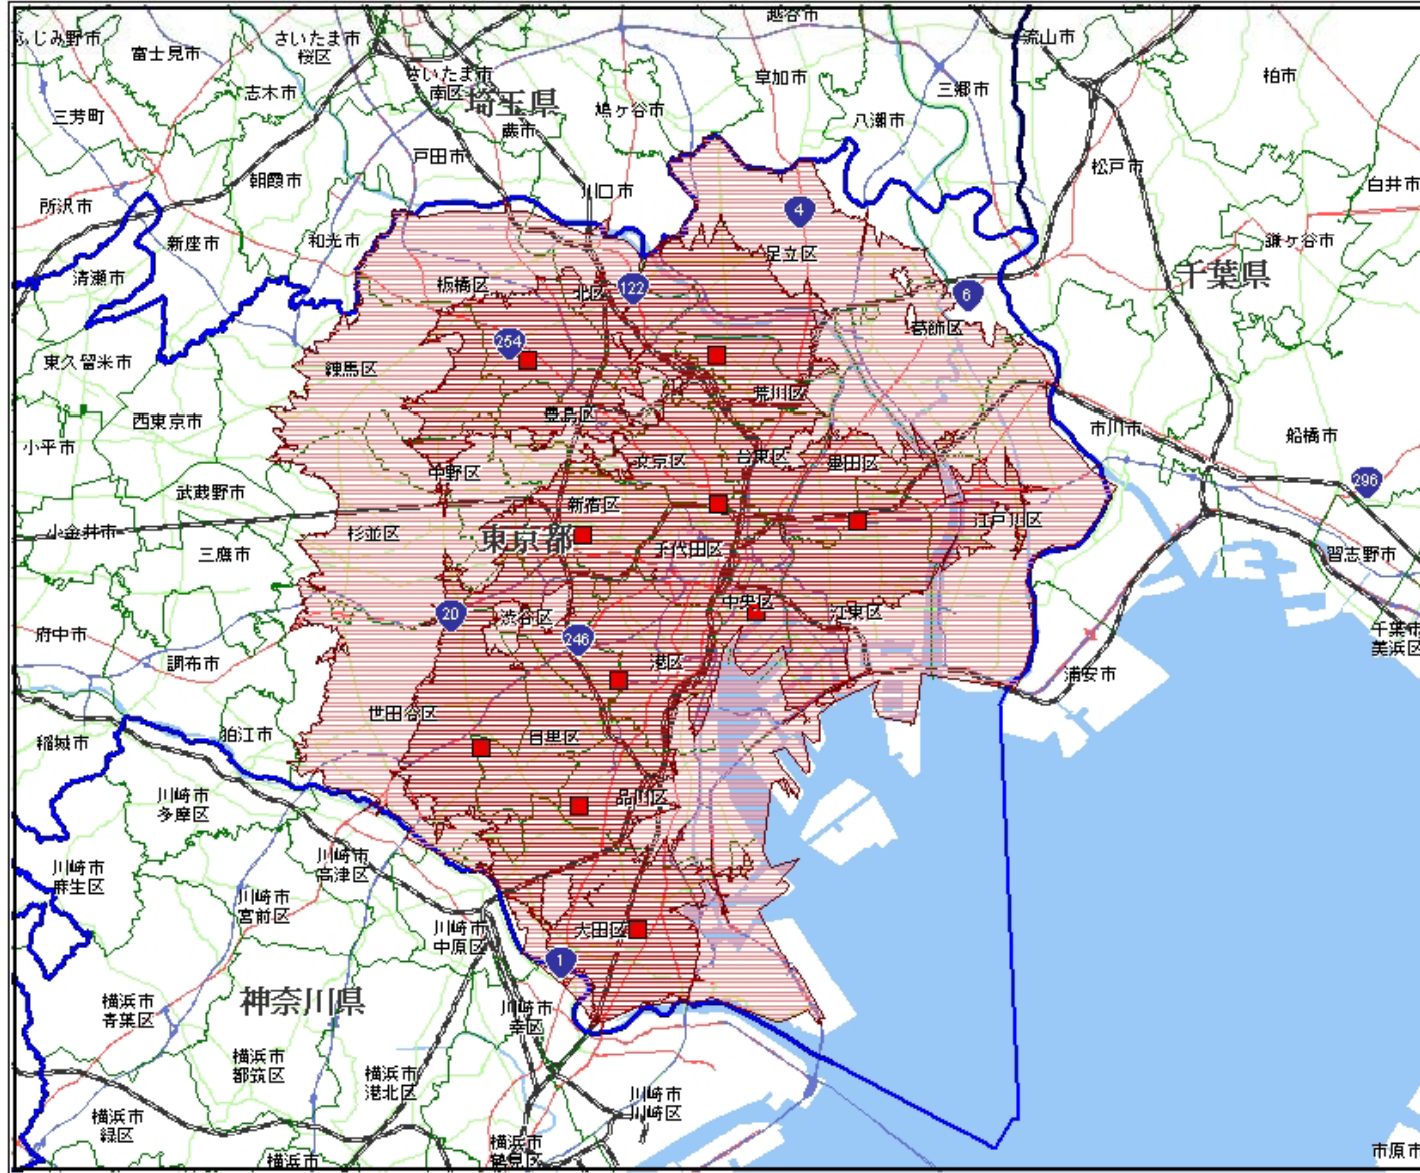 越谷市
ふじみ野市
富士見市
さいたま市
桜区
流山市
さいたま市
南区
草加市
三郷市
柏市
志木市
埼玉県
鳩ヶ谷市
三芳町
蕨市
八潮市
戸田市
松戸市
朝霞市
川口市
白井市
所沢市
4
新座市
和光市
足立区
鎌ヶ谷市
清瀬市
千葉県
板橋区
北区
122
6
葛飾区
254
東久留米市
練馬区
荒川区
豊島区
西東京市
市川市
船橋市
小平市
文京区
台東区
墨田区
中野区
296
武蔵野市
新宿区
小金井市
杉並区
東京都
千代田区
江戸川区
三鷹市
習志野市
中央区
20
渋谷区
江東区
府中市
246
千葉市
美浜区
調布市
港区
浦安市
世田谷区
狛江市
目黒区
稲城市
川崎市
多摩区
品川区
川崎市
高津区
川崎市
麻生区
川崎市
宮前区
川崎市
中原区
大田区
1
神奈川県
横浜市
青葉区
川崎市
幸区
横浜市
都筑区
横浜市
港北区
川崎市
川崎区
横浜市
緑区
横浜市
鶴見区
横浜市
市原市